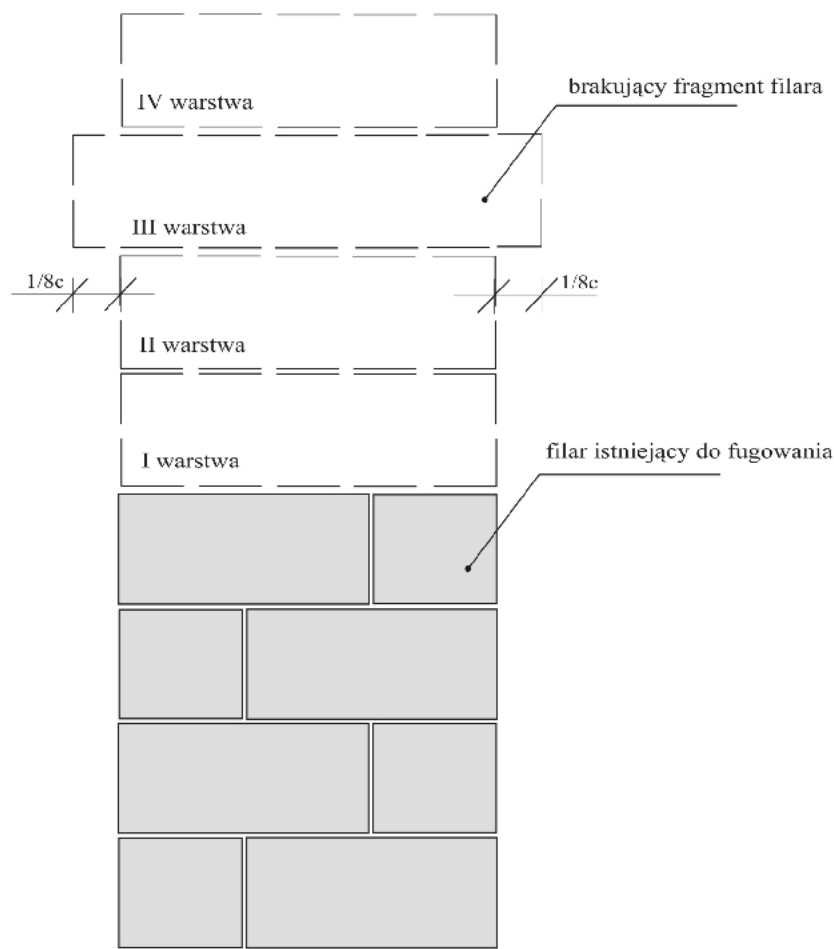 brakujący fragment filara
IV warstwa
III warstwa
1/8c
1/8c
II warstwa
filar istniejący do fugowania
I warstwa